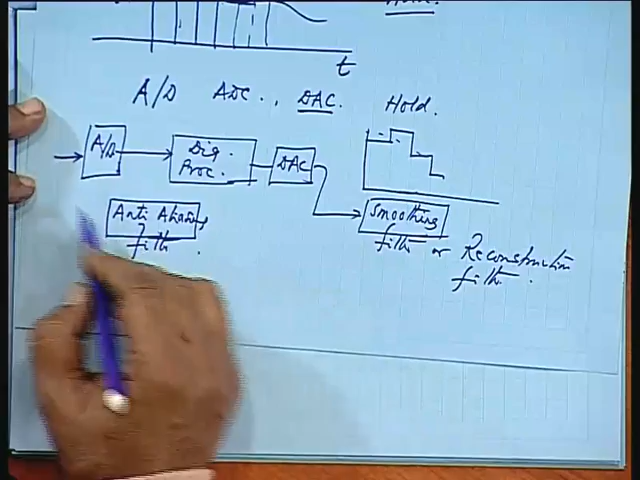 t
A/D ADC., DAC. Hold.
A/D Dig. Proc. DAC
Anti Aliasing filter.
Smoothing filter or Reconstruction filter.